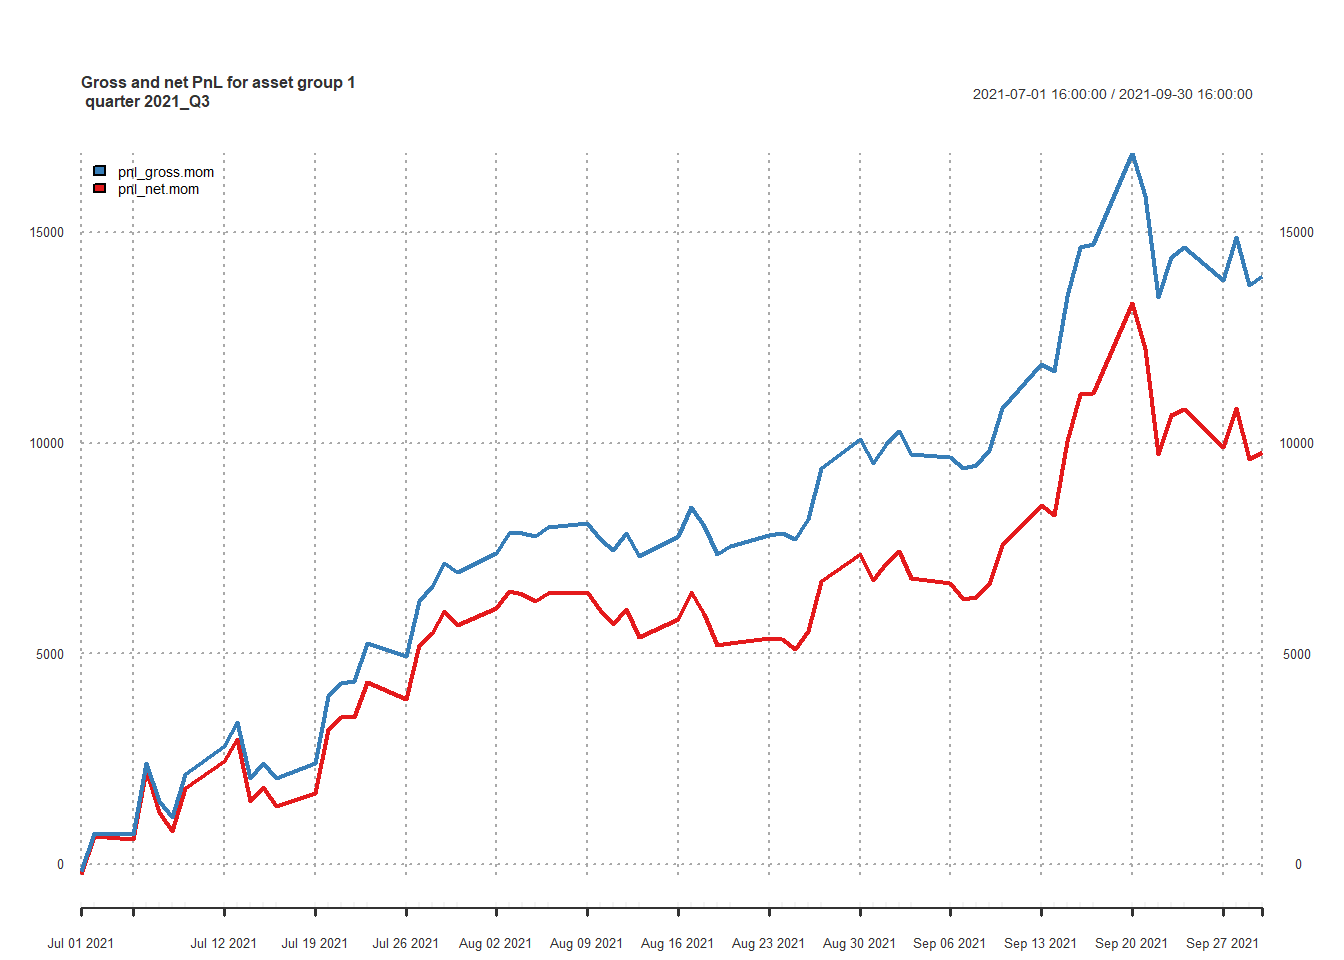 Gross and net PnL for asset group 1
quarter 2021_Q3
2021-07-01 16:00:00 / 2021-09-30 16:00:00
pnl_gross.mom
pnl_net.mom
15000 15000
10000 10000
5000 5000
0 0
Jul 01 2021 Jul 12 2021 Jul 19 2021 Jul 26 2021 Aug 02 2021 Aug 09 2021 Aug 16 2021 Aug 23 2021 Aug 30 2021 Sep 06 2021 Sep 13 2021 Sep 20 2021 Sep 27 2021